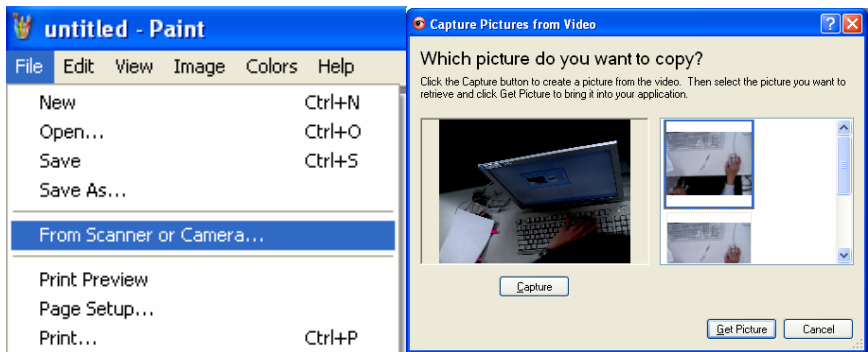 untitled - Paint
File Edit View Image Colors Help
New Ctrl+N
Open... Ctrl+O
Save Ctrl+S
Save As...
From Scanner or Camera...
Print Preview
Page Setup...
Print... Ctrl+P
Capture Pictures from Video
Which picture do you want to copy?
Click the Capture button to create a picture from the video. Then select the picture you want to
retrieve and click Get Picture to bring it into your application.
Capture
Get Picture Cancel